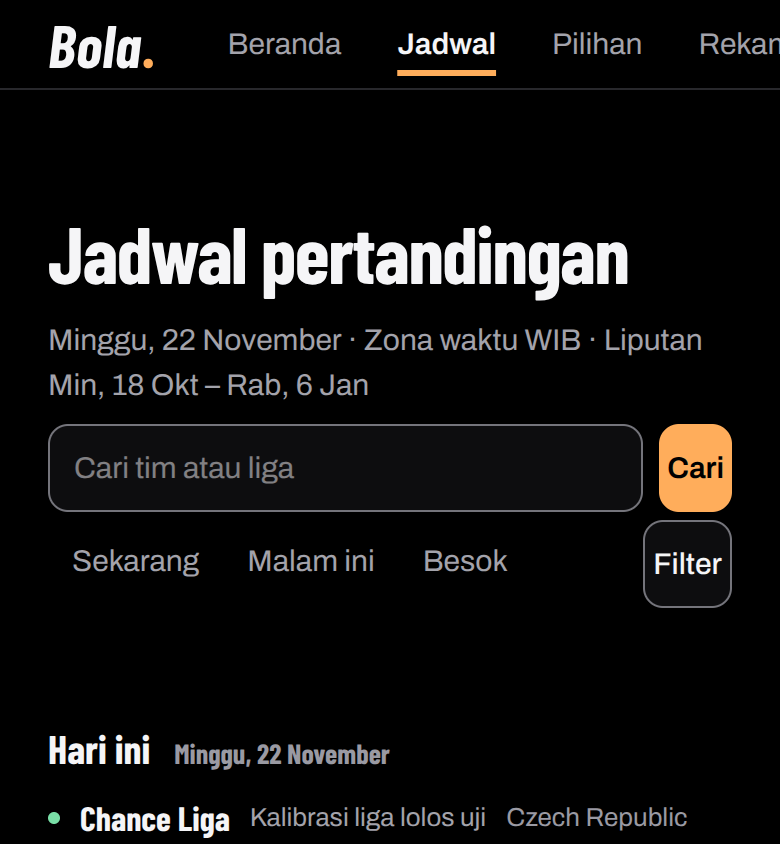 Bola. Beranda Jadwal Pilihan Rekam
Jadwal pertandingan
Minggu, 22 November · Zona waktu WIB · Liputan
Min, 18 Okt – Rab, 6 Jan
Cari tim atau liga Cari
Sekarang Malam ini Besok Filter
Hari ini Minggu, 22 November
Chance Liga Kalibrasi liga lolos uji Czech Republic